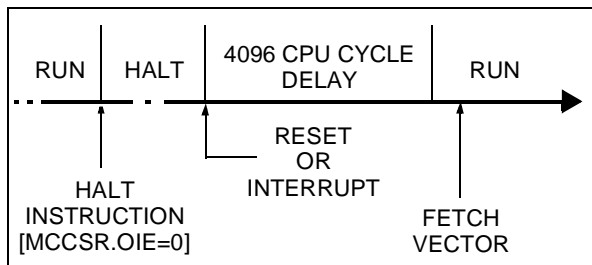 RUN
HALT
4096 CPU CYCLE
DELAY
RUN
RESET
OR
INTERRUPT
HALT
INSTRUCTION
[MCCSR.OIE=0]
FETCH
VECTOR